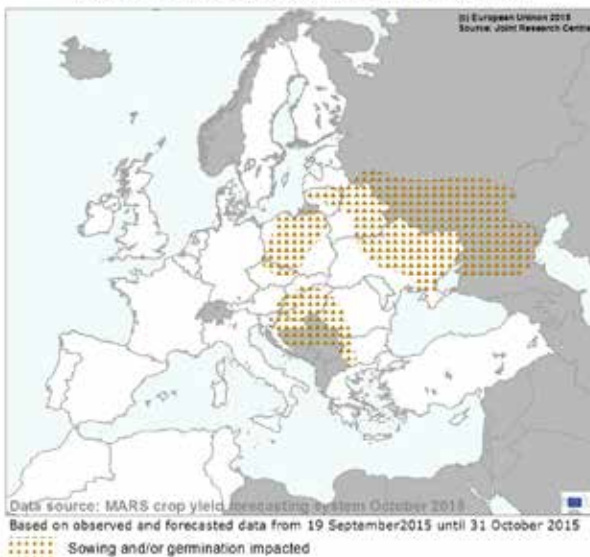 (c) European Uninon 2015
Source: Joint Research Centre
Data source: MARS crop yield forecasting system October 2015
Based on observed and forecasted data from 19 September2015 until 31 October 2015
Sowing and/or germination impacted